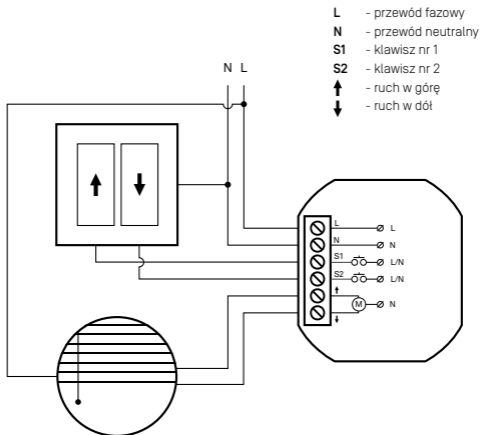 L - przewód fazowy
N - przewód neutralny
S1 - klawisz nr 1
S2 - klawisz nr 2
- ruch w górę
- ruch w dół
N L
L L
N N
S1 L/N
S2 L/N
M N